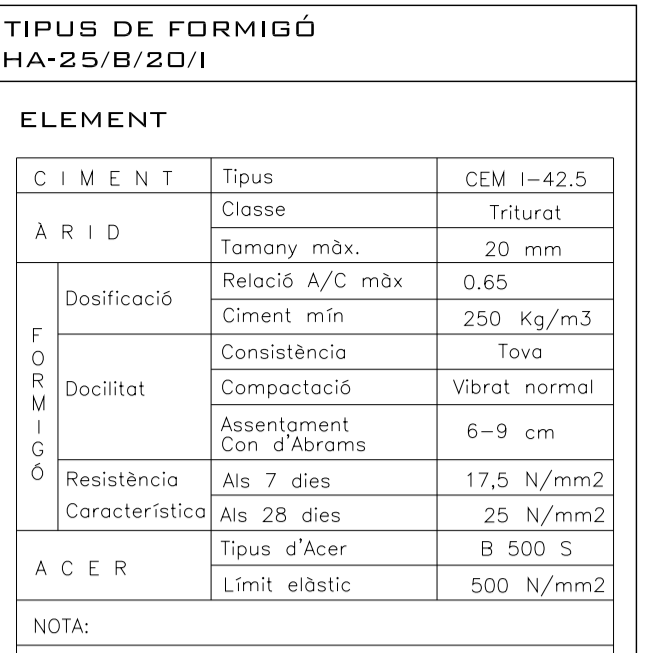 TIPUS DE FORMIGÓ
HA-25/B/20/I
ELEMENT
CIMENT Tipus CEM I-42.5
ÀRID Classe Triturat
Tamany màx. 20 mm
FORMIGÓ Dosificació Relació A/C màx 0.65
Ciment mín 250 Kg/m3
Docilitat Consistència Tova
Compactació Vibrat normal
Assentament
Con d'Abrams 6-9 cm
Resistència Característica Als 7 dies 17,5 N/mm2
Als 28 dies 25 N/mm2
ACER Tipus d'Acer B 500 S
Límit elàstic 500 N/mm2
NOTA: